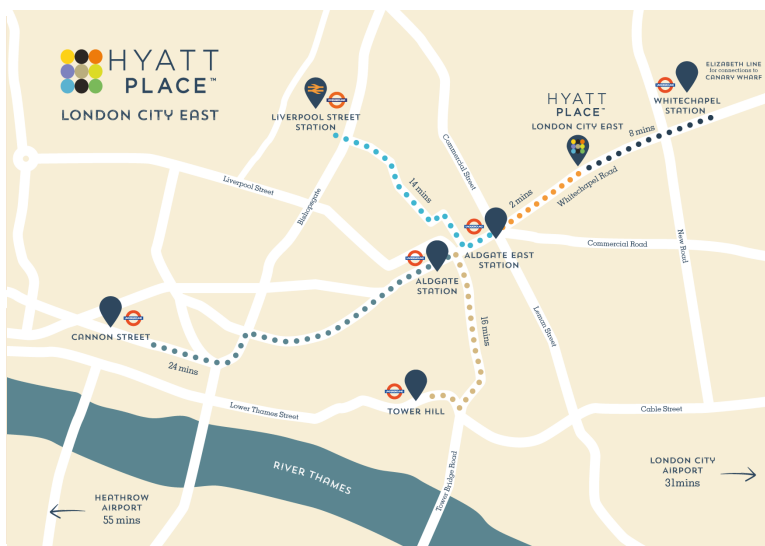 HYATT
PLACE™
LONDON CITY EAST
LIVERPOOL STREET
STATION
HYATT
PLACE™
LONDON CITY EAST
ELIZABETH LINE
for connections to
CANARY WHARF
WHITECHAPEL
STATION
8 mins
Commercial Street
2 mins
Whitechapel Road
14 mins
Liverpool Street
Bishopsgate
ALDGATE EAST
STATION
Commercial Road
New Road
ALDGATE
STATION
CANNON STREET
24 mins
16 mins
Leman Street
TOWER HILL
Lower Thames Street
Cable Street
RIVER THAMES
Tower Bridge Road
LONDON CITY
AIRPORT
31mins
HEATHROW
AIRPORT
55 mins